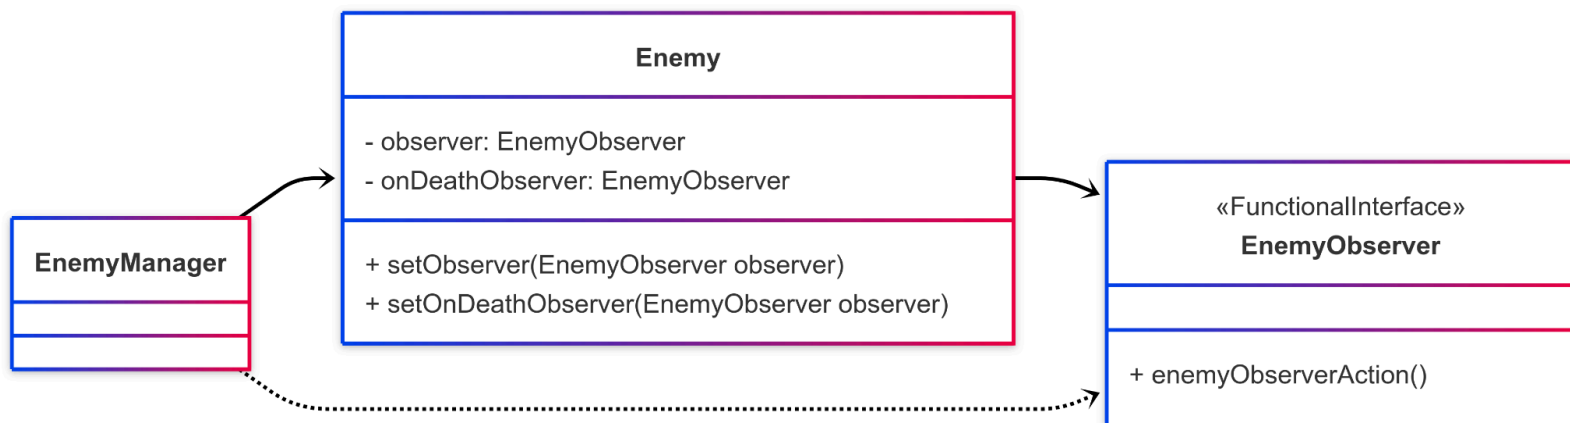 Enemy
- observer: EnemyObserver
- onDeathObserver: EnemyObserver
+ setObserver(EnemyObserver observer)
+ setOnDeathObserver(EnemyObserver observer)
EnemyManager
«FunctionalInterface»
EnemyObserver
+ enemyObserverAction()